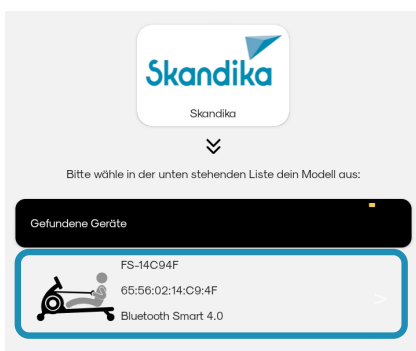 Skandika
Skandika
Bitte wähle in der unten stehenden Liste dein Modell aus:
Gefundene Geräte
FS-14C94F
65:56:02:14:C9:4F
Bluetooth Smart 4.0